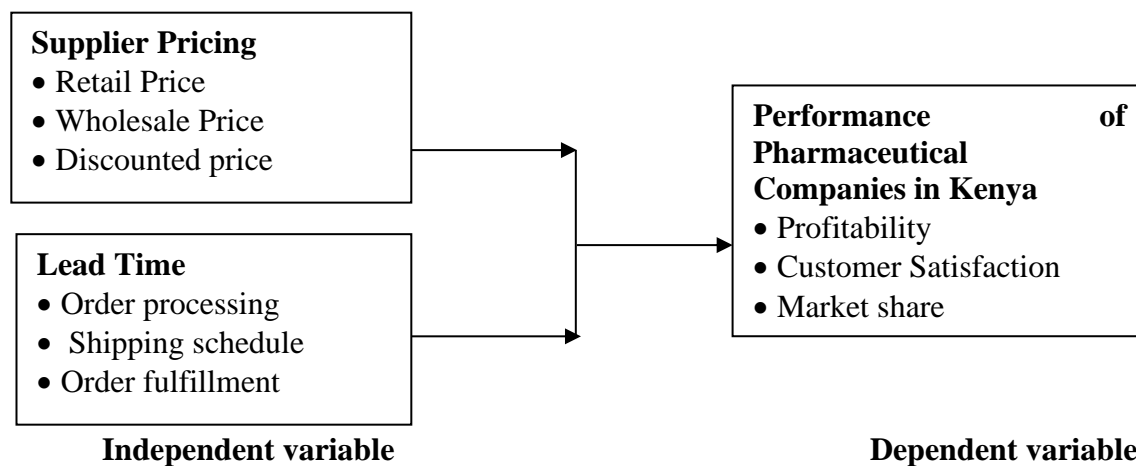 Supplier Pricing
• Retail Price
• Wholesale Price
• Discounted price
Performance of
Pharmaceutical
Companies in Kenya
• Profitability
• Customer Satisfaction
• Market share
Lead Time
• Order processing
• Shipping schedule
• Order fulfillment
Independent variable
Dependent variable